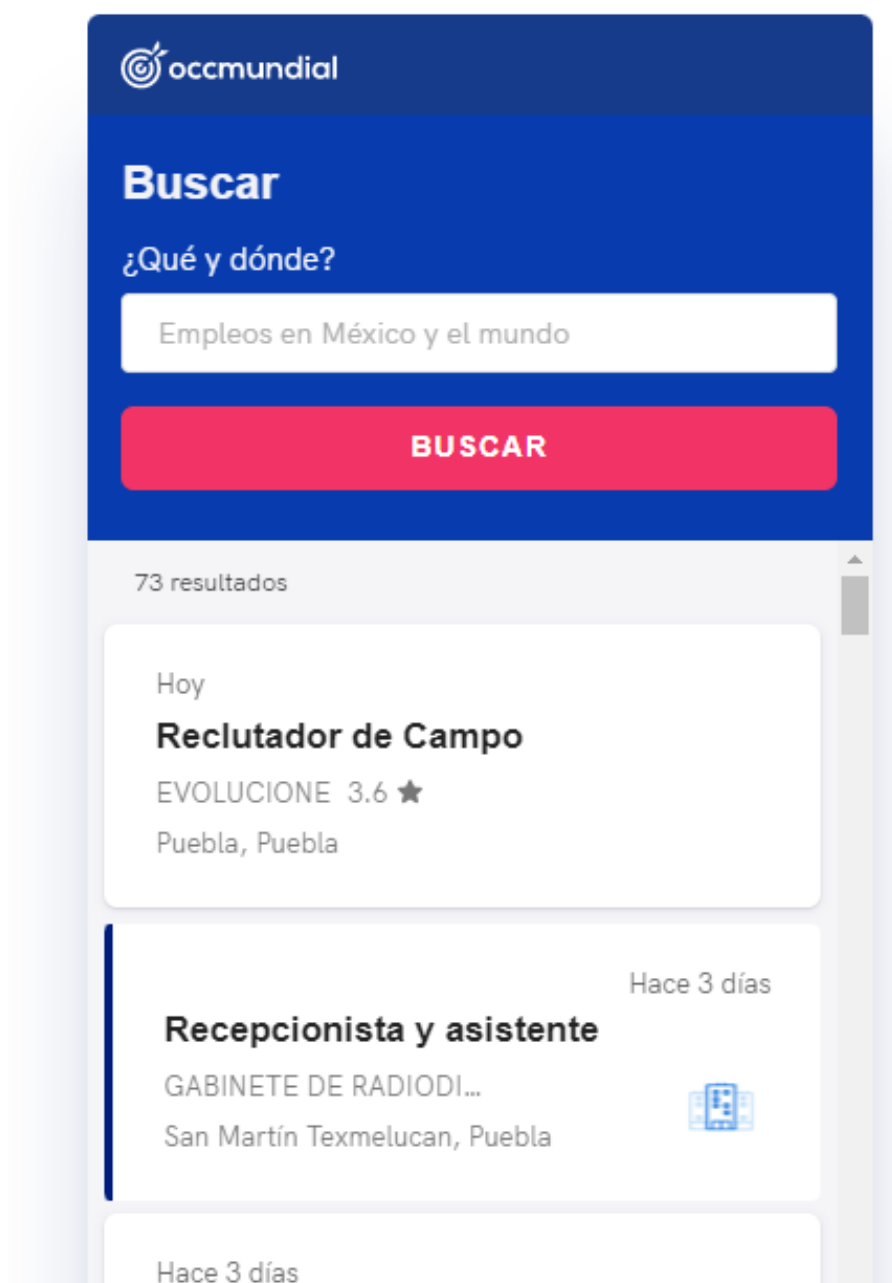 occmundial
Buscar
¿Qué y dónde?
Empleos en México y el mundo
BUSCAR
73 resultados
Hoy
Reclutador de Campo
EVOLUCIONE 3.6
Puebla, Puebla
Hace 3 días
Recepcionista y asistente
GABINETE DE RADIODI...
San Martín Texmelucan, Puebla
Hace 3 días